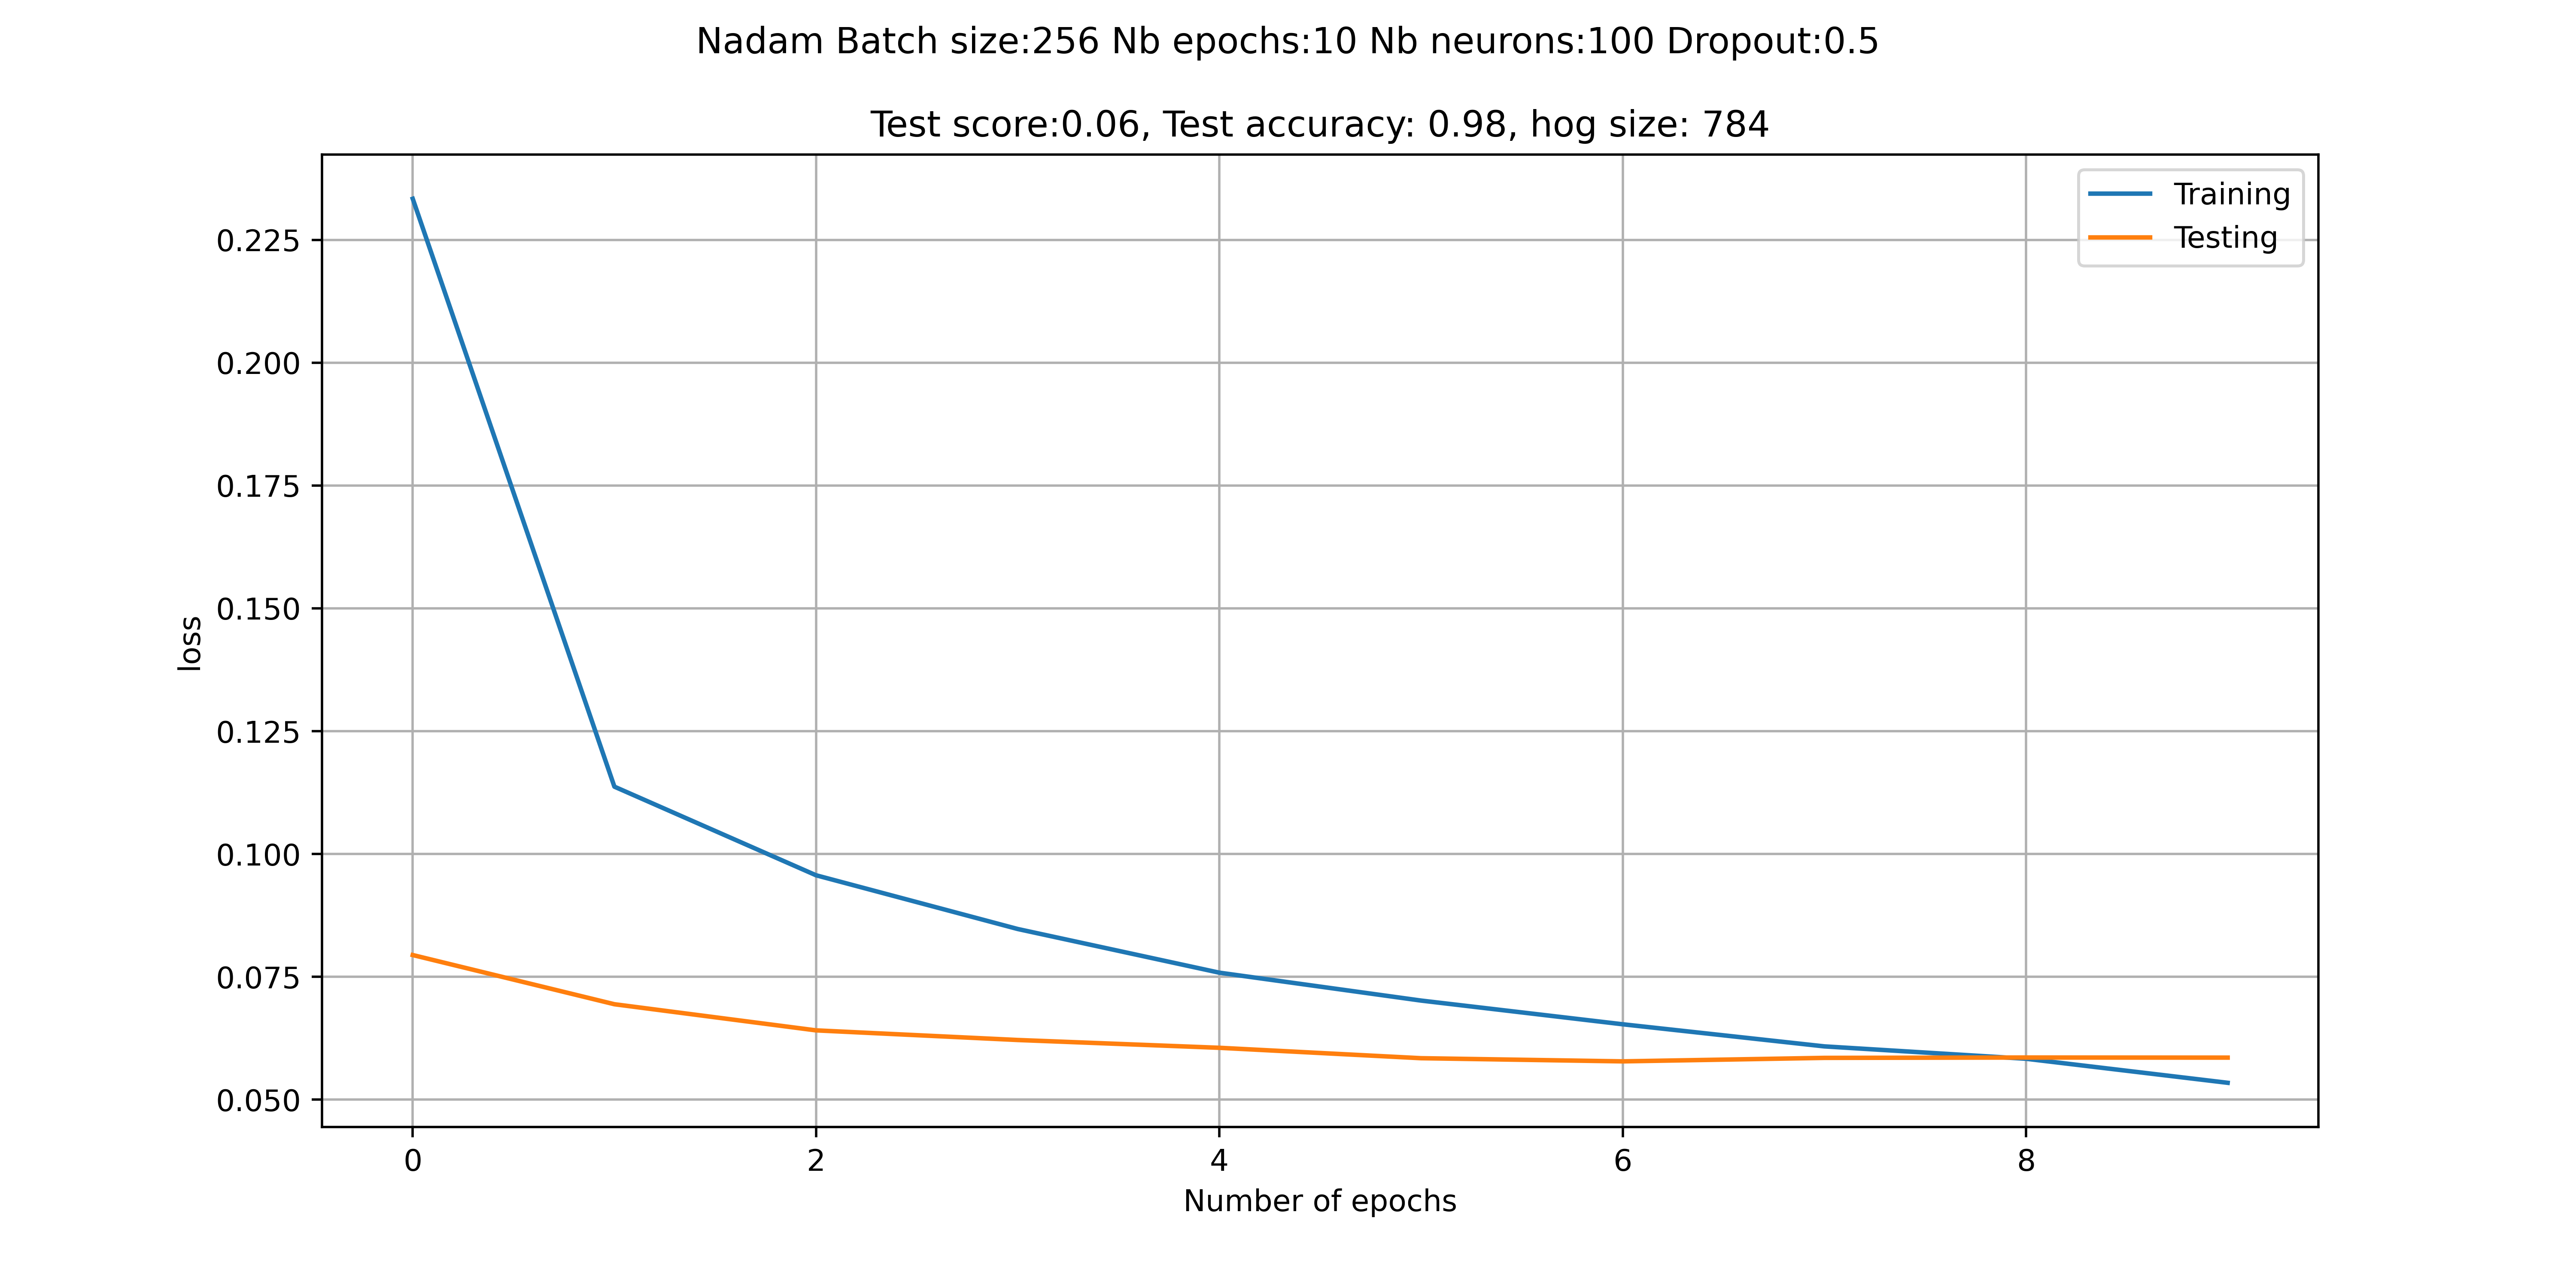 Nadam Batch size:256 Nb epochs:10 Nb neurons:100 Dropout:0.5
Test score:0.06, Test accuracy: 0.98, hog size: 784
Training
Testing
0.225
0.200
0.175
0.150
0.125
0.100
0.075
0.050
loss
0 2 4 6 8
Number of epochs